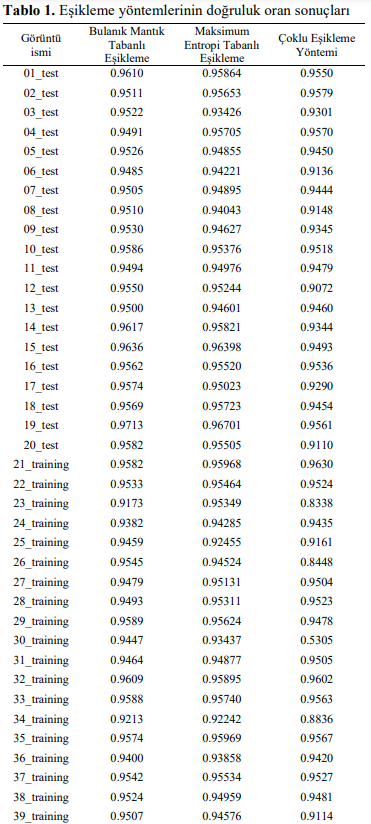 Tablo 1. Eşikleme yöntemlerinin doğruluk oran sonuçları
Görüntü ismi Bulanık Mantık Tabanlı Eşikleme Maksimum Entropi Tabanlı Eşikleme Çoklu Eşikleme Yöntemi
01_test 0.9610 0.95864 0.9550
02_test 0.9511 0.95653 0.9579
03_test 0.9522 0.93426 0.9301
04_test 0.9491 0.95705 0.9570
05_test 0.9526 0.94855 0.9450
06_test 0.9485 0.94221 0.9136
07_test 0.9505 0.94895 0.9444
08_test 0.9510 0.94043 0.9148
09_test 0.9530 0.94627 0.9345
10_test 0.9586 0.95376 0.9518
11_test 0.9494 0.94976 0.9479
12_test 0.9550 0.95244 0.9072
13_test 0.9500 0.94601 0.9460
14_test 0.9617 0.95821 0.9344
15_test 0.9636 0.96398 0.9493
16_test 0.9562 0.95520 0.9536
17_test 0.9574 0.95023 0.9290
18_test 0.9569 0.95723 0.9454
19_test 0.9713 0.96701 0.9561
20_test 0.9582 0.95505 0.9110
21_training 0.9582 0.95968 0.9630
22_training 0.9533 0.95464 0.9524
23_training 0.9173 0.95349 0.8338
24_training 0.9382 0.94285 0.9435
25_training 0.9459 0.92455 0.9161
26_training 0.9545 0.94524 0.8448
27_training 0.9479 0.95131 0.9504
28_training 0.9493 0.95311 0.9523
29_training 0.9589 0.95624 0.9478
30_training 0.9447 0.93437 0.5305
31_training 0.9464 0.94877 0.9505
32_training 0.9609 0.95895 0.9602
33_training 0.9588 0.95740 0.9563
34_training 0.9213 0.92242 0.8836
35_training 0.9574 0.95969 0.9567
36_training 0.9400 0.93858 0.9420
37_training 0.9542 0.95534 0.9527
38_training 0.9524 0.94959 0.9481
39_training 0.9507 0.94576 0.9114